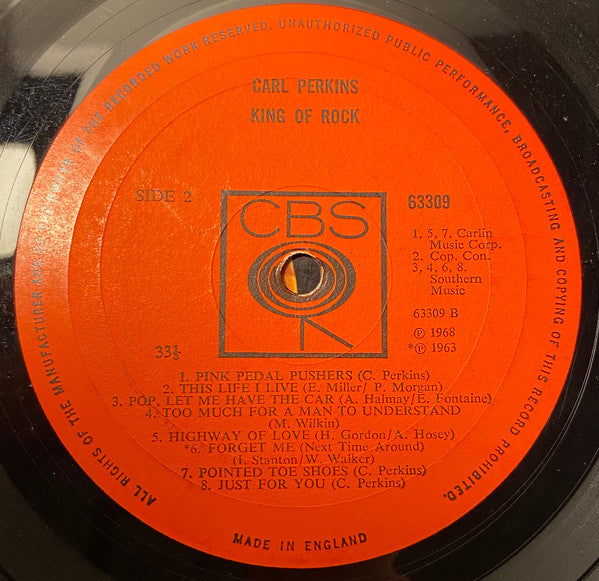 ALL RIGHTS OF THE MANUFACTURER AND OF THE OWNER OF THE RECORDED WORK RESERVED. UNAUTHORIZED PUBLIC PERFORMANCE, BROADCASTING AND COPYING OF THIS RECORD PROHIBITED.
CARL PERKINS
KING OF ROCK
SIDE 2
CBS
63309
1, 5, 7. Carlin
Music Corp.
2. Cop. Con.
3, 4, 6, 8.
Southern
Music
63309 B
℗ 1968
*℗ 1963
33⅓
1. PINK PEDAL PUSHERS (C. Perkins)
2. THIS LIFE I LIVE (E. Miller/ P. Morgan)
3. POP, LET ME HAVE THE CAR (A. Halmay/ E. Fontaine)
4. TOO MUCH FOR A MAN TO UNDERSTAND
(M. Wilkin)
5. HIGHWAY OF LOVE (H. Gordon/A. Hosey)
*6. FORGET ME (Next Time Around)
(I. Stanton/W. Walker)
7. POINTED TOE SHOES (C. Perkins)
8. JUST FOR YOU (C. Perkins)
MADE IN ENGLAND